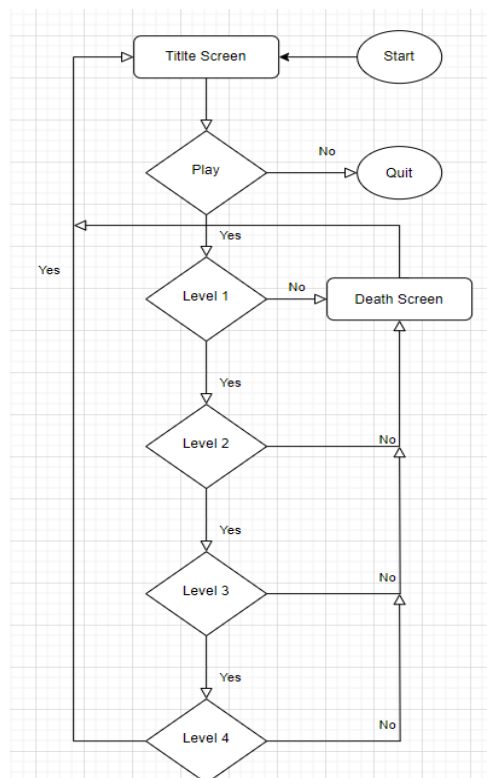 Titlte Screen
Start
Play
No
Quit
Yes
Yes
Level 1
No
Death Screen
Yes
Level 2
No
Yes
Level 3
No
Yes
Level 4
No